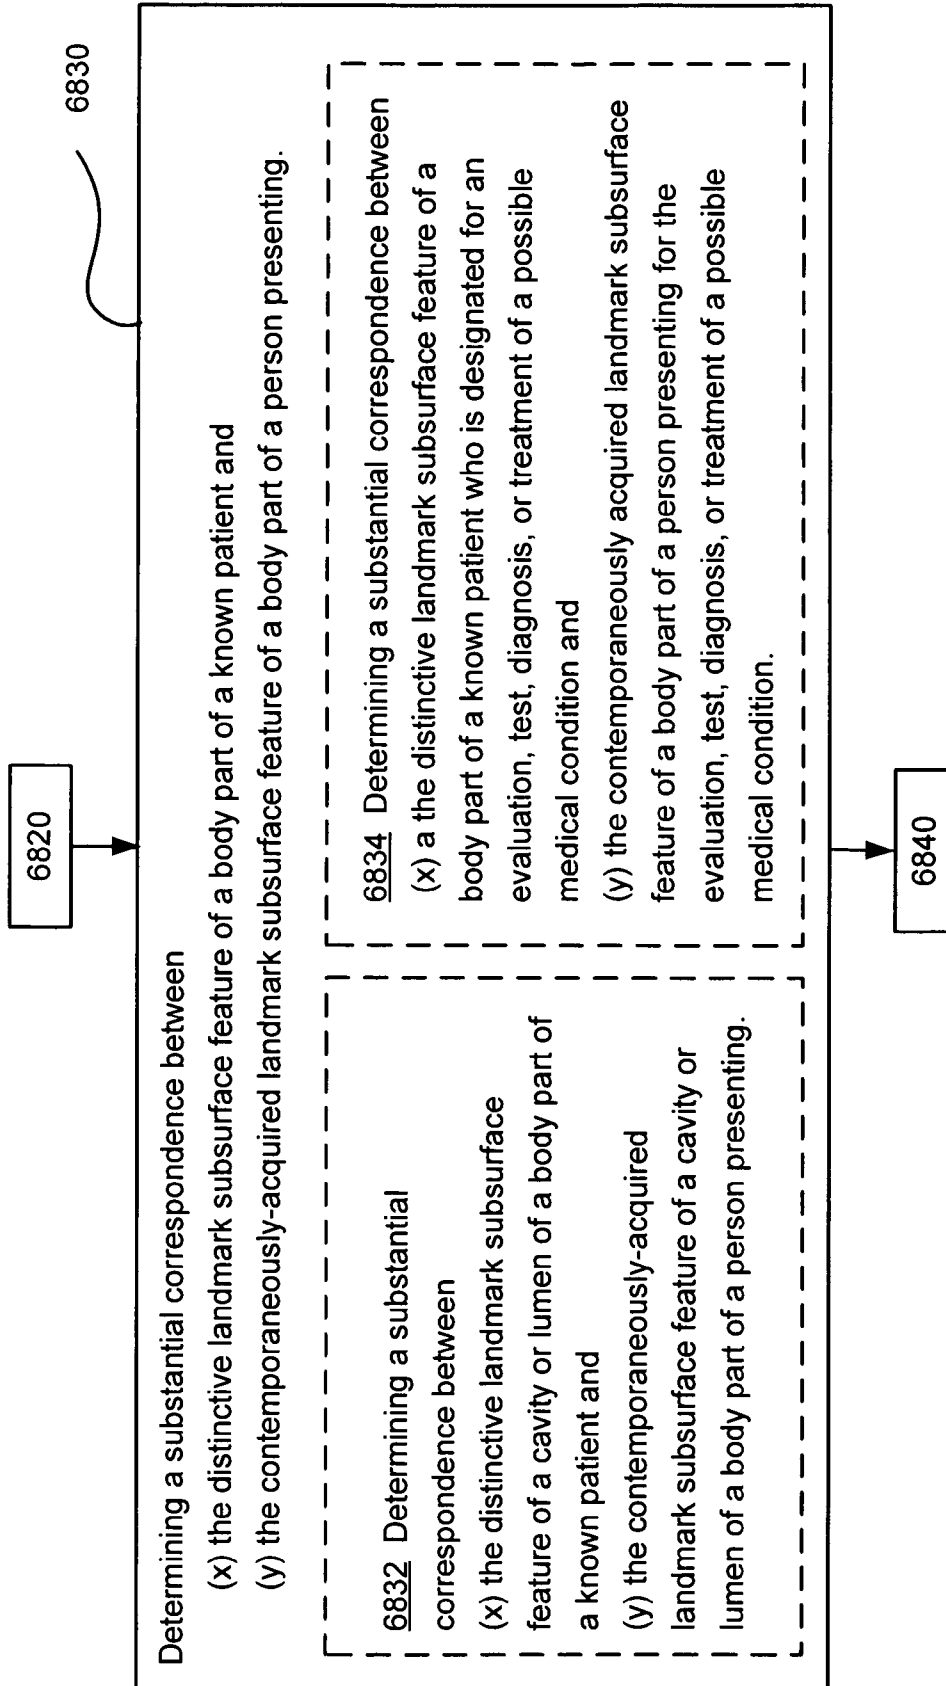 6820
6830
Determining a substantial correspondence between
(x) the distinctive landmark subsurface feature of a body part of a known patient and
(y) the contemporaneously-acquired landmark subsurface feature of a body part of a person presenting.
6832 Determining a substantial
correspondence between
(x) the distinctive landmark subsurface
feature of a cavity or lumen of a body part of
a known patient and
(y) the contemporaneously-acquired
landmark subsurface feature of a cavity or
lumen of a body part of a person presenting.
6834 Determining a substantial correspondence between
(x) a the distinctive landmark subsurface feature of a
body part of a known patient who is designated for an
evaluation, test, diagnosis, or treatment of a possible
medical condition and
(y) the contemporaneously acquired landmark subsurface
feature of a body part of a person presenting for the
evaluation, test, diagnosis, or treatment of a possible
medical condition.
6840